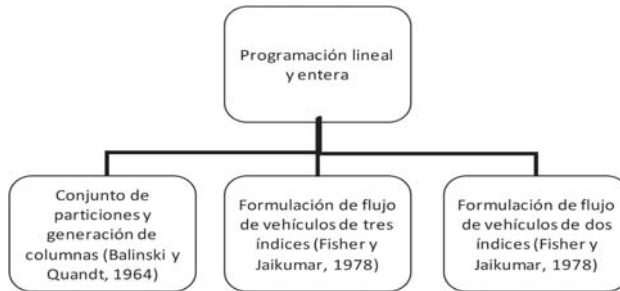 Programación lineal
y entera
Conjunto de
particiones y
generación de
columnas (Balinski y
Quandt, 1964)
Formulación de flujo
de vehículos de tres
índices (Fisher y
Jaikumar, 1978)
Formulación de flujo
de vehículos de dos
índices (Fisher y
Jaikumar, 1978)